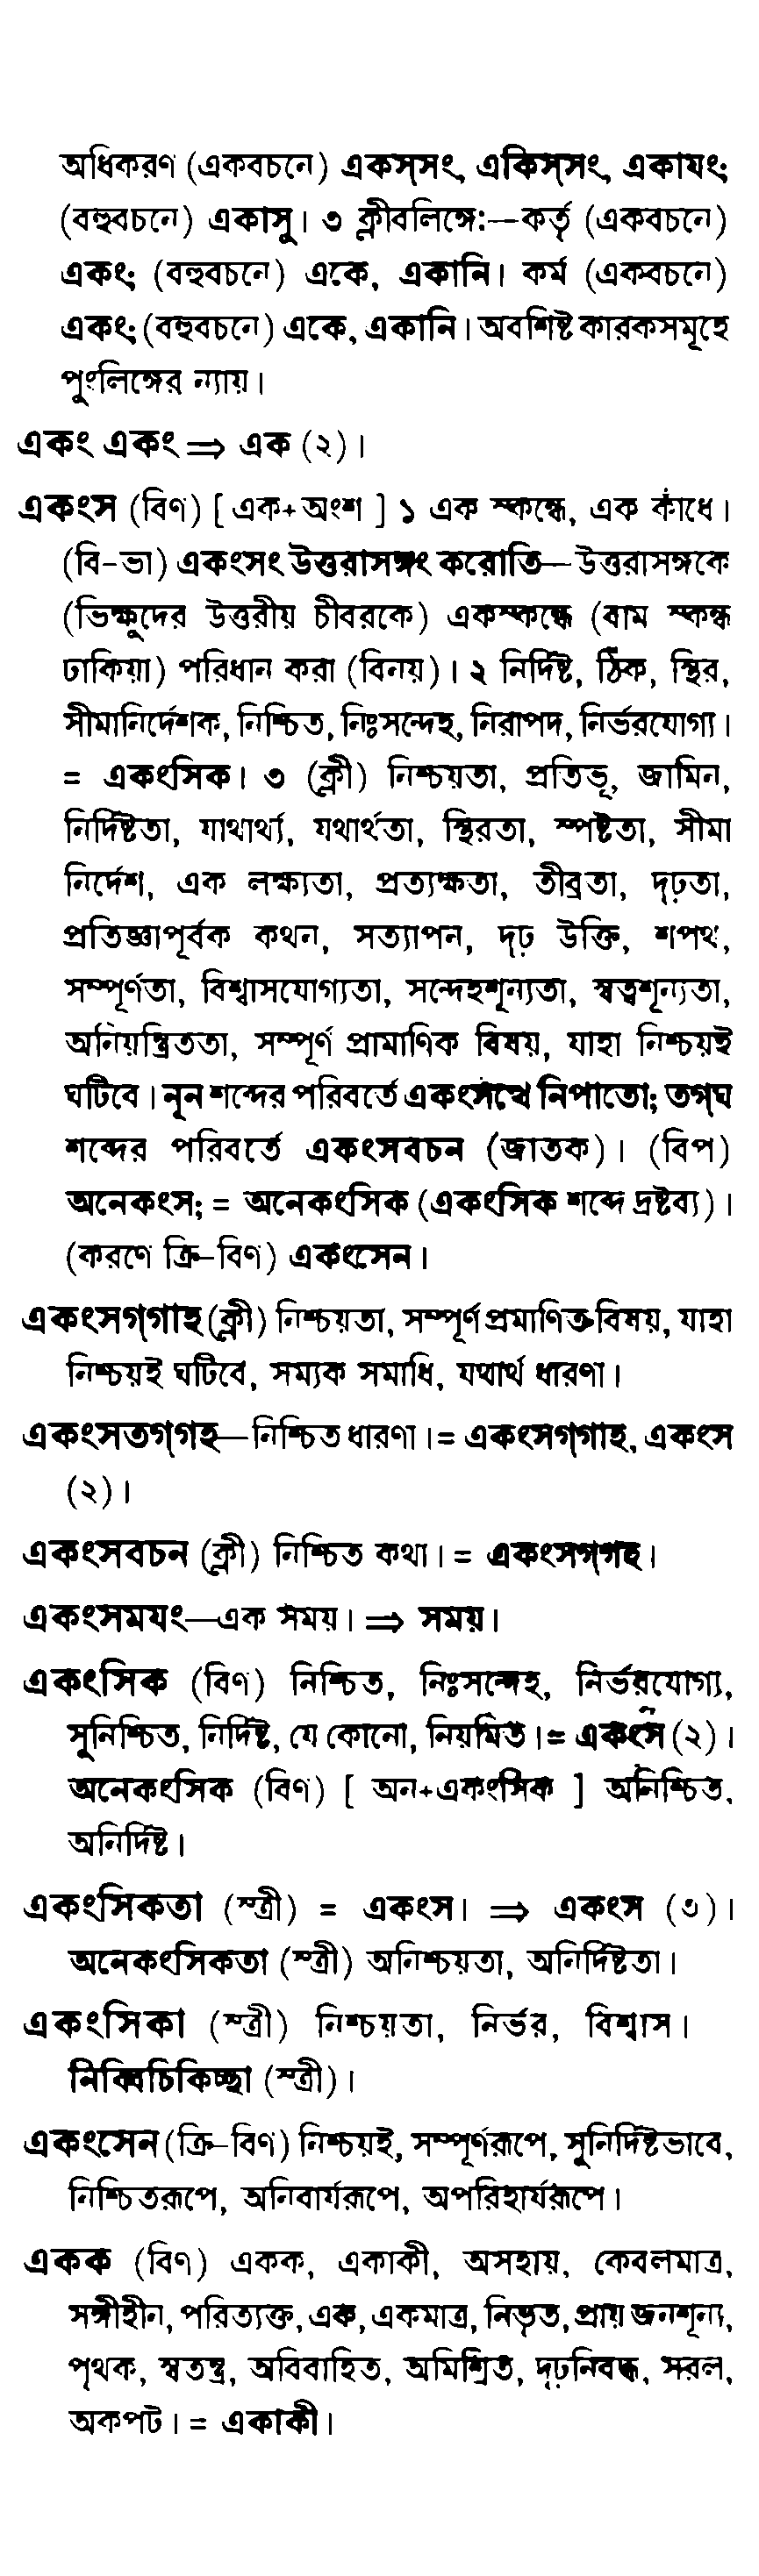 অধিকরণ (একবচনে) একস্সং, একিস্সং, একাযং;
(বহুবচনে) একাসু। ৩ ক্লীবলিঙ্গে:—কর্তৃ (একবচনে)
একং; (বহুবচনে) একে, একানি। কর্ম (একবচনে)
একং; (বহুবচনে) একে, একানি। অবশিষ্ট কারকসমূহে
পুংলিঙ্গের ন্যায়।
একং একং ⇒ এক (২)।
একংস (বিণ) [ এক+অংশ ] ১ এক স্কন্ধে, এক কাঁধে।
(বি-ভা) একংসং উত্তরাসঙ্গং করোতি—উত্তরাসঙ্গকে
(ভিক্ষুদের উত্তরীয় চীবরকে) একস্কন্ধে (বাম স্কন্ধ
ঢাকিয়া) পরিধান করা (বিনয়)। ২ নির্দিষ্ট, ঠিক, স্থির,
সীমানির্দেশক, নিশ্চিত, নিঃসন্দেহ, নিরাপদ, নির্ভরযোগ্য।
= একংসিক। ৩ (ক্লী) নিশ্চয়তা, প্রতিভূ, জামিন,
নির্দিষ্টতা, যাথার্থ্য, যথার্থতা, স্থিরতা, স্পষ্টতা, সীমা
নির্দেশ, এক লক্ষ্যতা, প্রত্যক্ষতা, তীব্রতা, দৃঢ়তা,
প্রতিজ্ঞাপূর্বক কথন, সত্যাপন, দৃঢ় উক্তি, শপথ,
সম্পূর্ণতা, বিশ্বাসযোগ্যতা, সন্দেহশূন্যতা, স্বত্বশূন্যতা,
অনিয়ন্ত্রিততা, সম্পূর্ণ প্রামাণিক বিষয়, যাহা নিশ্চয়ই
ঘটিবে। নূন শব্দের পরিবর্তে একংসত্থে নিপাতো; তগ্ঘ
শব্দের পরিবর্তে একংসবচন (জাতক)। (বিপ)
অনেকংস; = অনেকংসিক (একংসিক শব্দে দ্রষ্টব্য)।
(করণে ক্রি-বিণ) একংসেন।
একংসগ্গাহ (ক্লী) নিশ্চয়তা, সম্পূর্ণ প্রমাণিত বিষয়, যাহা
নিশ্চয়ই ঘটিবে, সম্যক সমাধি, যথার্থ ধারণা।
একংসতগ্গহ—নিশ্চিত ধারণা। = একংসগ্গাহ, একংস
(২)।
একংসবচন (ক্লী) নিশ্চিত কথা। = একংসগ্গহ।
একংসমযং—এক সময়। ⇒ সময়।
একংসিক (বিণ) নিশ্চিত, নিঃসন্দেহ, নির্ভরযোগ্য,
সুনিশ্চিত, নির্দিষ্ট, যে কোনো, নিয়মিত। = একংস (২)।
অনেকংসিক (বিণ) [ অন+একংসিক ] অনিশ্চিত,
অনির্দিষ্ট।
একংসিকতা (স্ত্রী) = একংস। ⇒ একংস (৩)।
অনেকংসিকতা (স্ত্রী) অনিশ্চয়তা, অনির্দিষ্টতা।
একংসিকা (স্ত্রী) নিশ্চয়তা, নির্ভর, বিশ্বাস।
নিব্বিচিকিচ্ছা (স্ত্রী)।
একংসেন (ক্রি-বিণ) নিশ্চয়ই, সম্পূর্ণরূপে, সুনির্দিষ্টভাবে,
নিশ্চিতরূপে, অনিবার্যরূপে, অপরিহার্যরূপে।
একক (বিণ) একক, একাকী, অসহায়, কেবলমাত্র,
সঙ্গীহীন, পরিত্যক্ত, এক, একমাত্র, নিভৃত, প্রায় জনশূন্য,
পৃথক, স্বতন্ত্র, অবিবাহিত, অমিশ্রিত, দৃঢ়নিবদ্ধ, সরল,
অকপট। = একাকী।